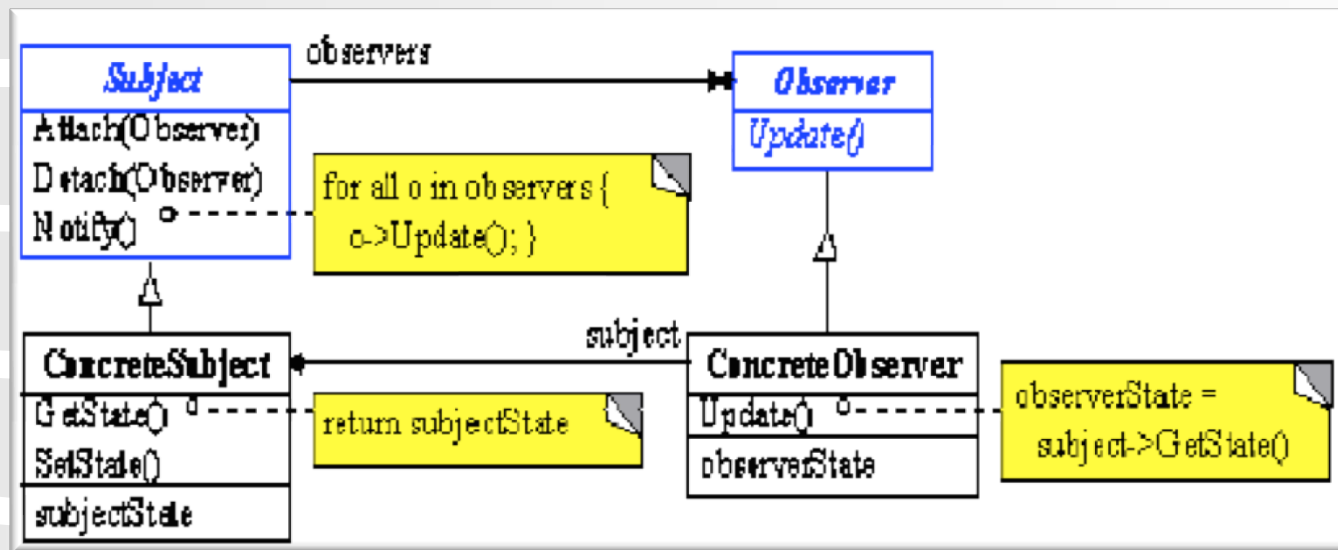 observers
Subject
Attach(Observer)
Detach(Observer)
Notify()
for all o in observers {
o->Update(); }
Observer
Update()
subject
ConcreteSubject
GetState()
SetState()
subjectState
return subjectState
ConcreteObserver
Update()
observerState
observerState =
subject->GetState()